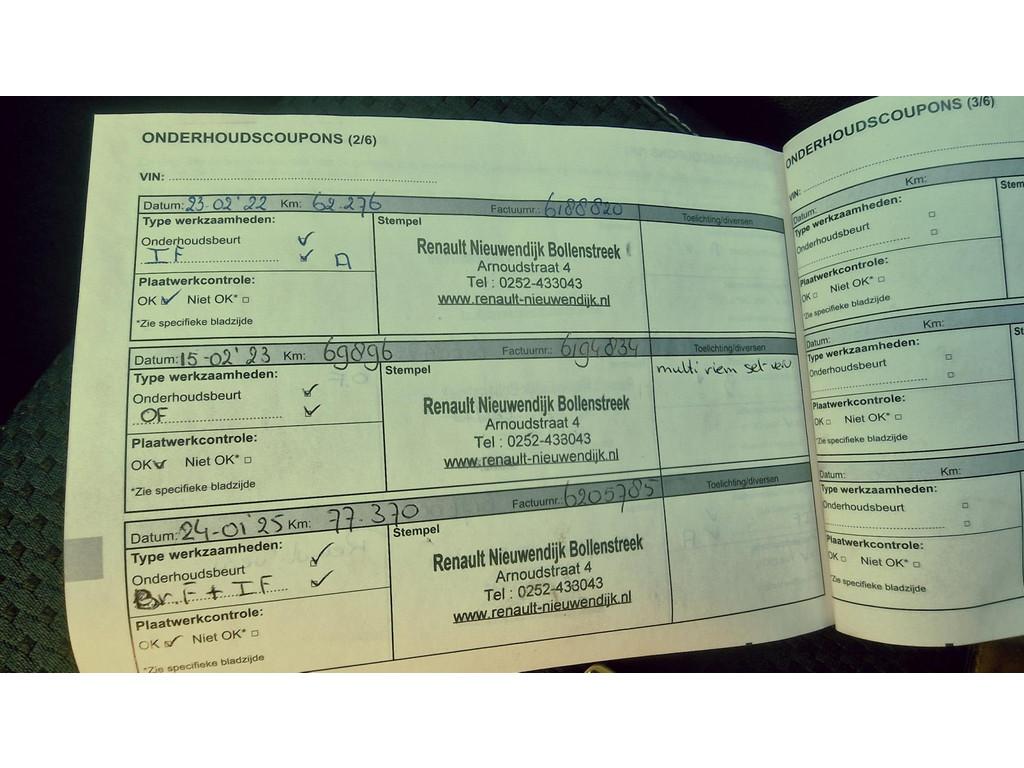 ONDERHOUDSCOUPONS (2/6)
VIN:
Datum: 23-02'22 Km: 62.276 Factuurnr.: 6188820 Toelichting/diversen
Type werkzaamheden: Stempel
Onderhoudsbeurt
IF A
Renault Nieuwendijk Bollenstreek
Arnoudstraat 4
Tel : 0252-433043
www.renault-nieuwendijk.nl
Plaatwerkcontrole:
OK Niet OK*
*Zie specifieke bladzijde
Datum: 15-02'23 Km: 69896 Factuurnr.: 6194834 Toelichting/diversen
Type werkzaamheden: Stempel
multi riem set
Onderhoudsbeurt
OF
Renault Nieuwendijk Bollenstreek
Arnoudstraat 4
Tel : 0252-433043
www.renault-nieuwendijk.nl
Plaatwerkcontrole:
OK Niet OK*
*Zie specifieke bladzijde
Datum: 24-01'25 Km: 77.370 Factuurnr. 6205785 Toelichting/diversen
Type werkzaamheden: Stempel
Onderhoudsbeurt
Br.F + IF
Renault Nieuwendijk Bollenstreek
Arnoudstraat 4
Tel : 0252-433043
www.renault-nieuwendijk.nl
Plaatwerkcontrole:
OK Niet OK*
*Zie specifieke bladzijde
ONDERHOUDSCOUPONS (3/6)
VIN:
Datum: Km:
Type werkzaamheden: Stem
Onderhoudsbeurt
Plaatwerkcontrole:
OK Niet OK*
*Zie specifieke bladzijde
Datum: Km:
Type werkzaamheden: St
Onderhoudsbeurt
Plaatwerkcontrole:
OK Niet OK*
*Zie specifieke bladzijde
Datum: Km:
Type werkzaamheden:
Onderhoudsbeurt
Plaatwerkcontrole:
OK Niet OK*
*Zie specifieke bladzijde